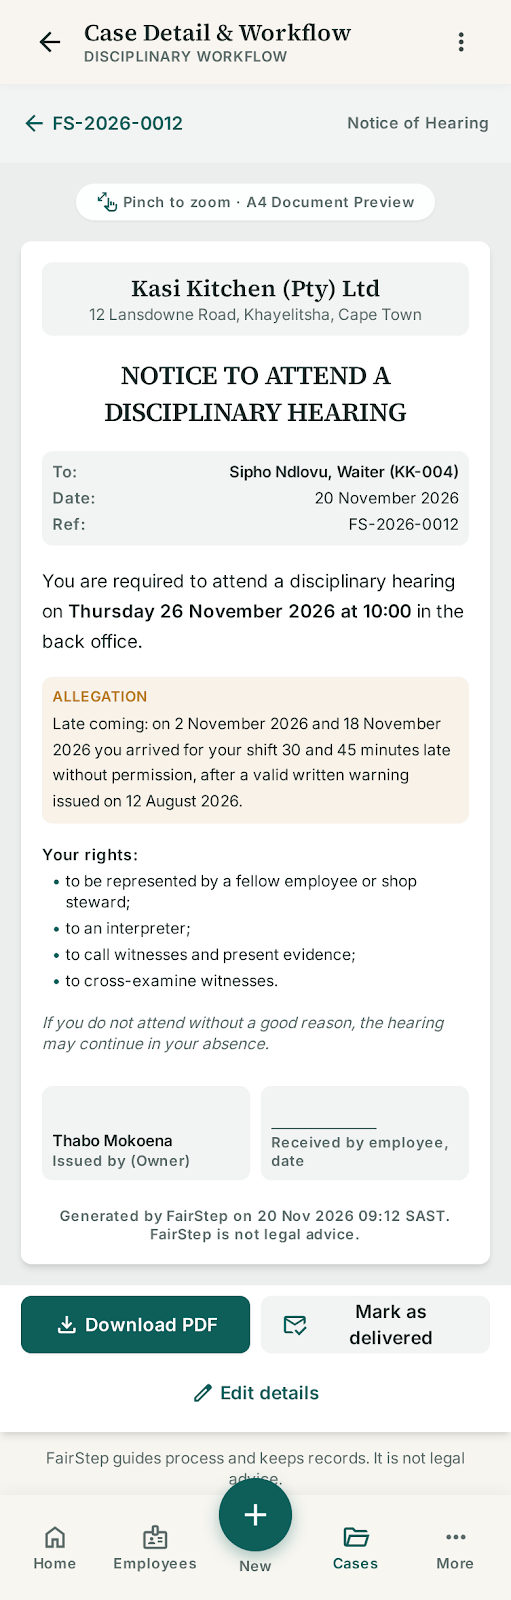 Case Detail & Workflow
DISCIPLINARY WORKFLOW
FS-2026-0012
Notice of Hearing
Pinch to zoom · A4 Document Preview
Kasi Kitchen (Pty) Ltd
12 Lansdowne Road, Khayelitsha, Cape Town
NOTICE TO ATTEND A
DISCIPLINARY HEARING
To: Sipho Ndlovu, Waiter (KK-004)
Date: 20 November 2026
Ref: FS-2026-0012
You are required to attend a disciplinary hearing
on Thursday 26 November 2026 at 10:00 in the
back office.
ALLEGATION
Late coming: on 2 November 2026 and 18 November
2026 you arrived for your shift 30 and 45 minutes late
without permission, after a valid written warning
issued on 12 August 2026.
Your rights:
• to be represented by a fellow employee or shop
steward;
• to an interpreter;
• to call witnesses and present evidence;
• to cross-examine witnesses.
If you do not attend without a good reason, the hearing
may continue in your absence.
Thabo Mokoena
Issued by (Owner)
Received by employee,
date
Generated by FairStep on 20 Nov 2026 09:12 SAST.
FairStep is not legal advice.
Download PDF
Mark as
delivered
Edit details
FairStep guides process and keeps records. It is not legal
advice.
Home
Employees
New
Cases
More